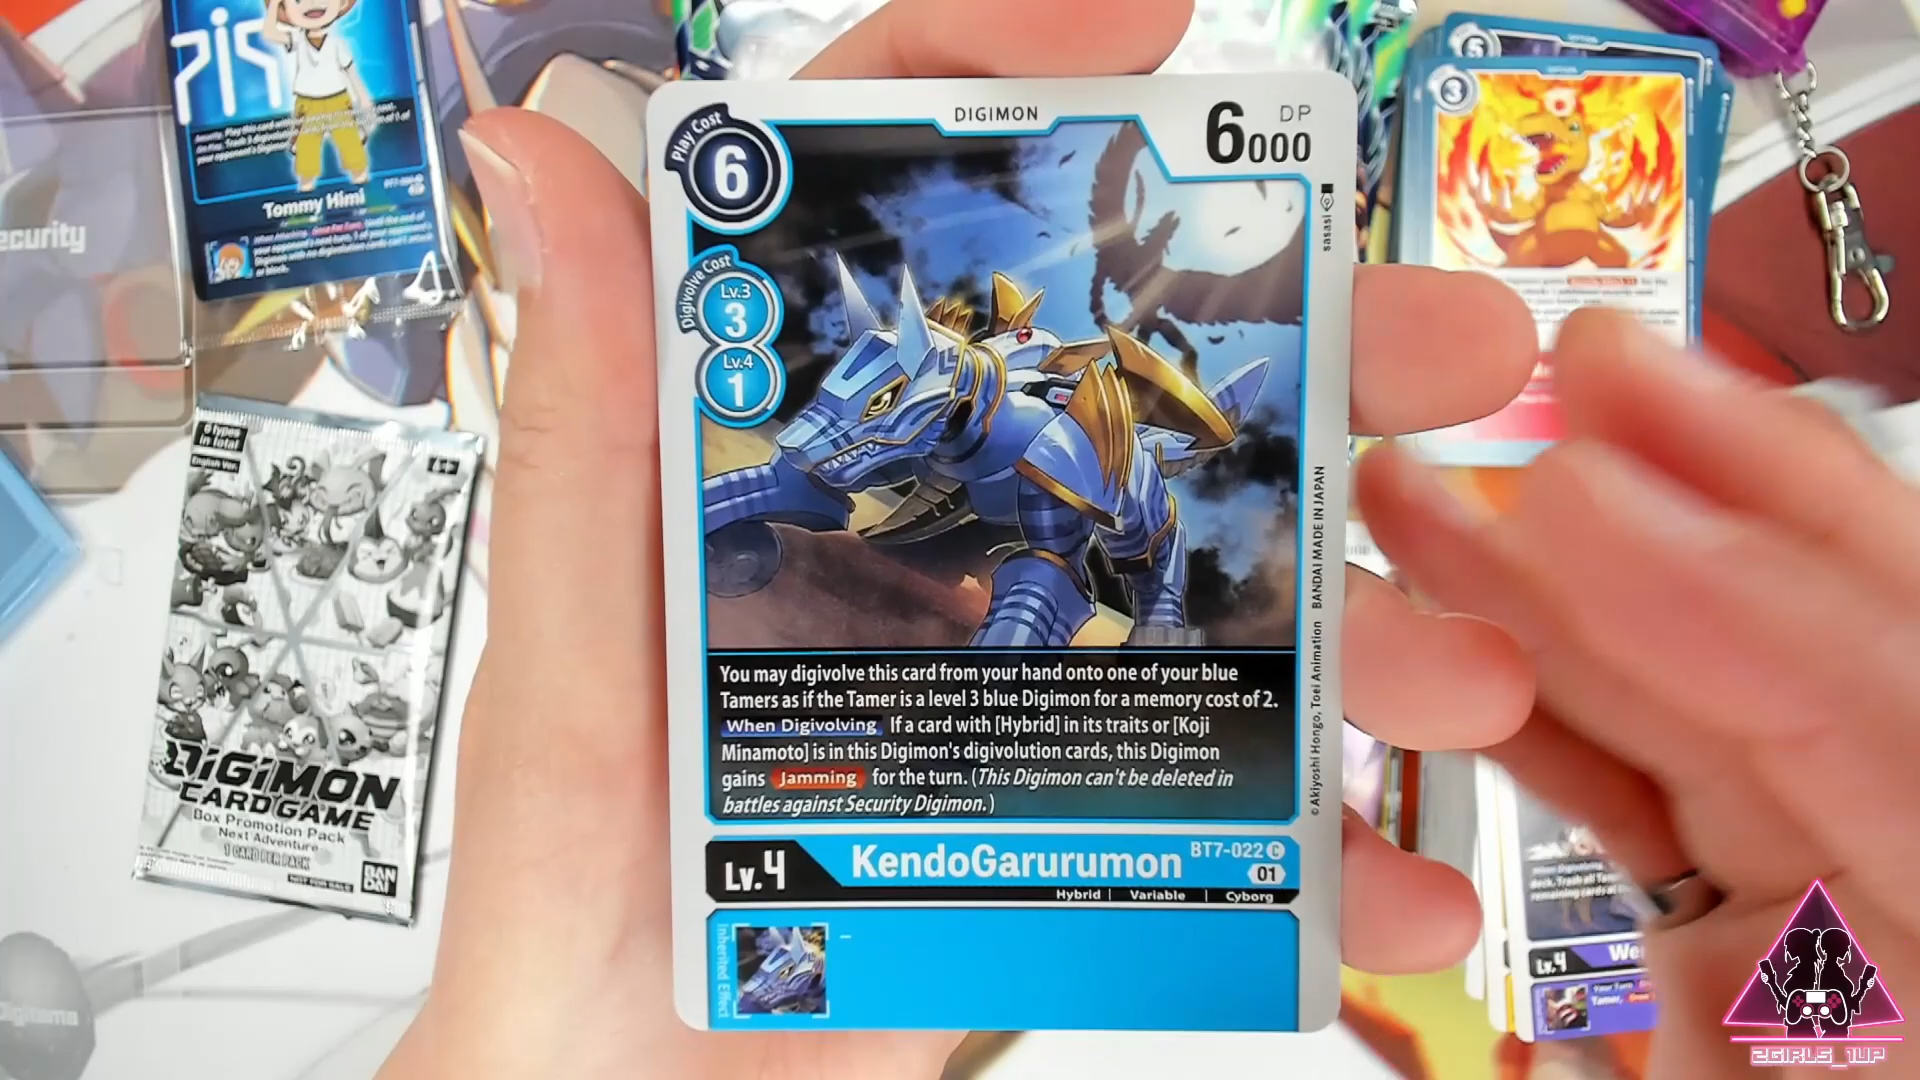 Tommy Himi
ecurity
6 types
in total
English Ver.
6+
DIGIMON
CARD GAME
Box Promotion Pack
Next Adventure
1 CARD PER PACK
NOT FOR SALE
BAN
DAI
Play Cost
6
DIGIMON
DP
6000
Digivolve Cost
Lv.3
3
Lv.4
1
sasasi
You may digivolve this card from your hand onto one of your blue
Tamers as if the Tamer is a level 3 blue Digimon for a memory cost of 2.
When Digivolving If a card with [Hybrid] in its traits or [Koji
Minamoto] is in this Digimon's digivolution cards, this Digimon
gains Jamming for the turn. (This Digimon can't be deleted in
battles against Security Digimon.)
©Akiyoshi Hongo, Toei Animation BANDAI MADE IN JAPAN
Lv.4
KendoGarurumon
BT7-022 C
01
Hybrid | Variable | Cyborg
Inherited Effect
-
5
3
Lv.4
We
2GIRLS_1UP